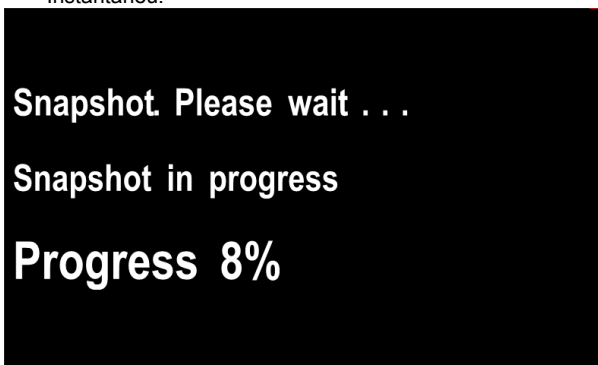 Snapshot. Please wait . . .
Snapshot in progress
Progress 8%